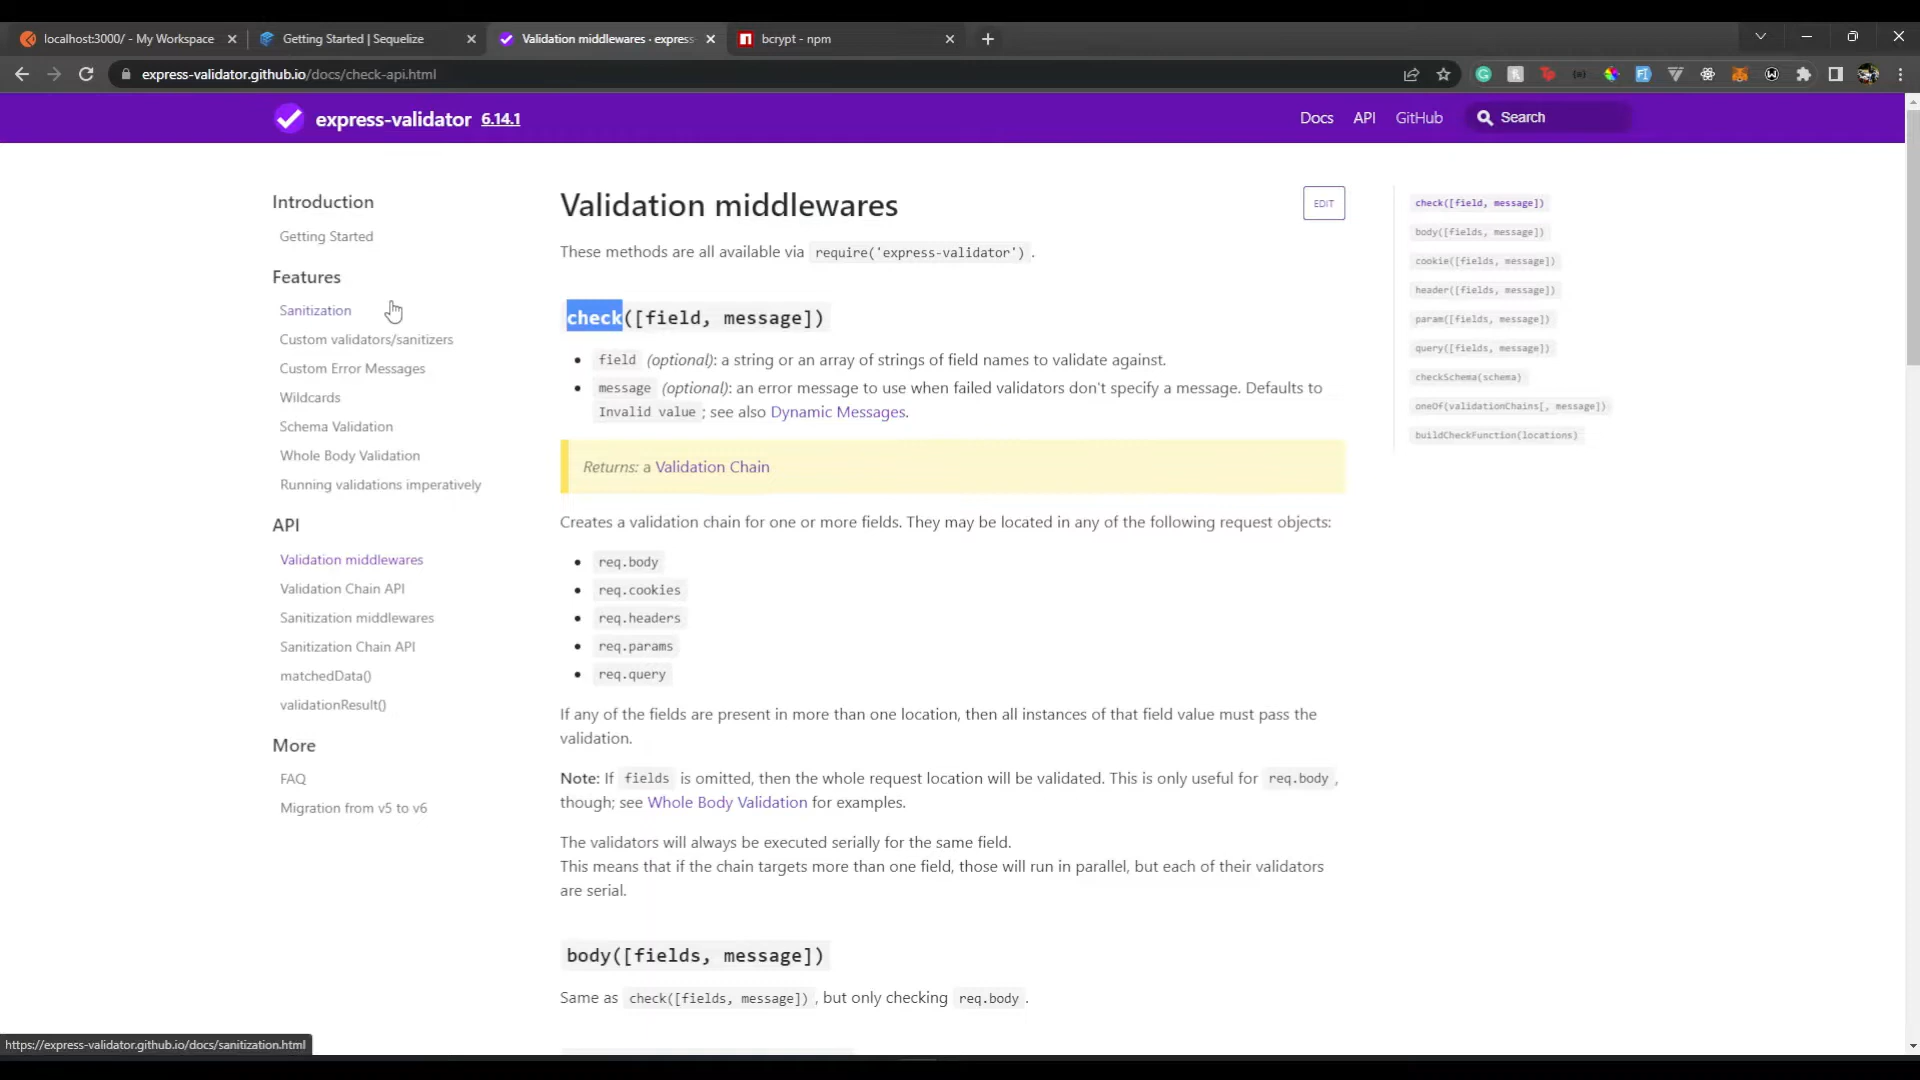 localhost:3000/ - My Workspace
Getting Started | Sequelize
Validation middlewares · express-
bcrypt - npm
express-validator.github.io/docs/check-api.html
express-validator 6.14.1
Docs
API
GitHub
Search
Introduction
Getting Started
Features
Sanitization
Custom validators/sanitizers
Custom Error Messages
Wildcards
Schema Validation
Whole Body Validation
Running validations imperatively
API
Validation middlewares
Validation Chain API
Sanitization middlewares
Sanitization Chain API
matchedData()
validationResult()
More
FAQ
Migration from v5 to v6
Validation middlewares
EDIT
These methods are all available via require('express-validator') .
check([field, message])
field (optional): a string or an array of strings of field names to validate against.
message (optional): an error message to use when failed validators don't specify a message. Defaults to
Invalid value ; see also Dynamic Messages.
Returns: a Validation Chain
Creates a validation chain for one or more fields. They may be located in any of the following request objects:
req.body
req.cookies
req.headers
req.params
req.query
If any of the fields are present in more than one location, then all instances of that field value must pass the
validation.
Note: If fields is omitted, then the whole request location will be validated. This is only useful for req.body ,
though; see Whole Body Validation for examples.
The validators will always be executed serially for the same field.
This means that if the chain targets more than one field, those will run in parallel, but each of their validators
are serial.
body([fields, message])
Same as check([fields, message]) , but only checking req.body .
check([field, message])
body([fields, message])
cookie([fields, message])
header([fields, message])
param([fields, message])
query([fields, message])
checkSchema(schema)
oneOf(validationChains[, message])
buildCheckFunction(locations)
https://express-validator.github.io/docs/sanitization.html